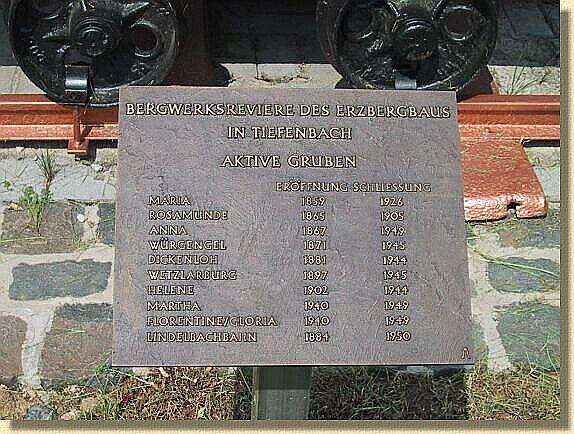 BERGWERKSREVIERE DES ERZBERGBAUS
IN TIEFENBACH
AKTIVE GRUBEN
ERÖFFNUNG SCHLIESSUNG
MARIA 1859 1926
ROSAMUNDE 1865 1905
ANNA 1867 1949
WÜRGENGEL 1871 1945
DICKENLOH 1881 1944
WETZLARBURG 1897 1945
HELENE 1902 1944
MARTHA 1940 1949
FLORENTINE/GLORIA 1940 1949
LINDELBACHBAHN 1884 1950